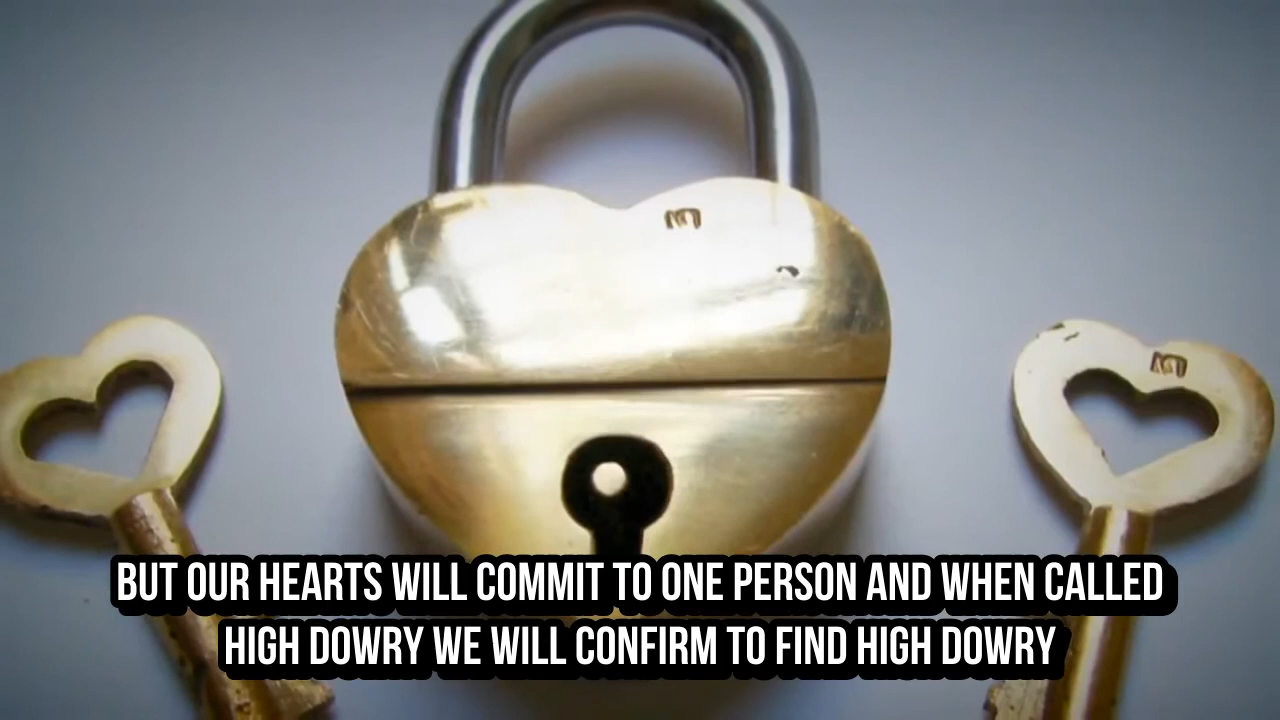 BUT OUR HEARTS WILL COMMIT TO ONE PERSON AND WHEN CALLED
HIGH DOWRY WE WILL CONFIRM TO FIND HIGH DOWRY